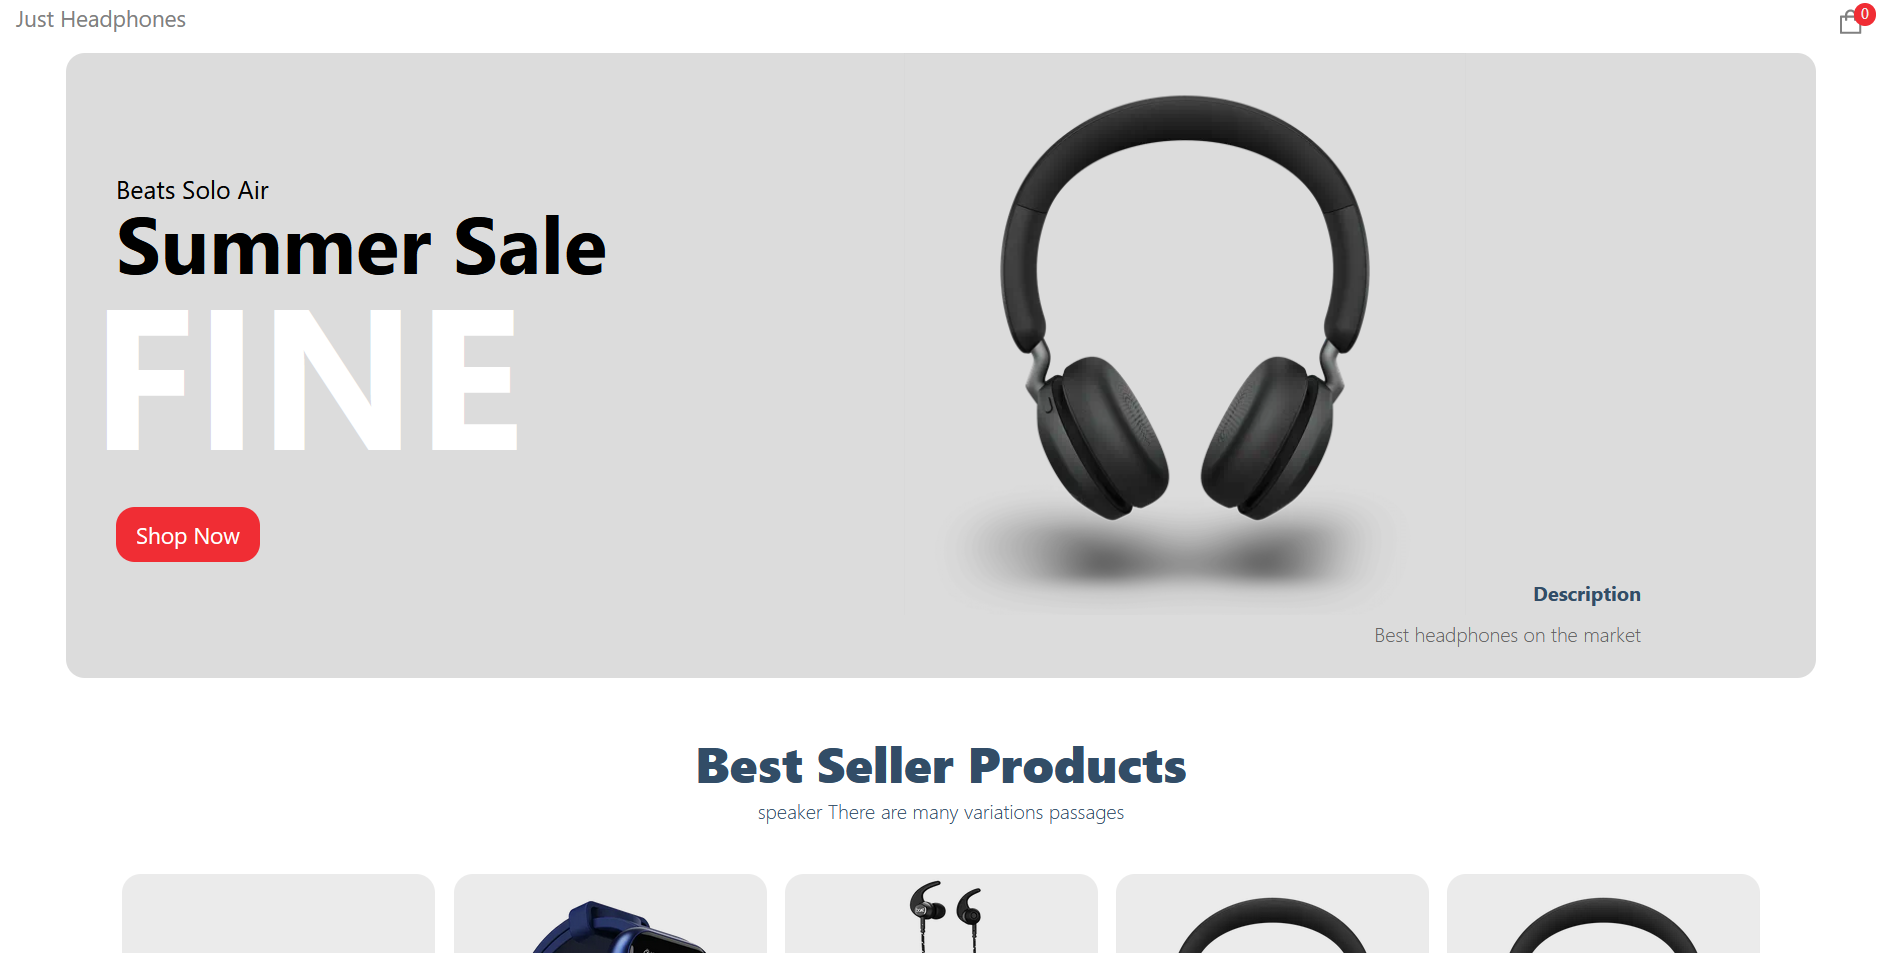 Just Headphones
0
Beats Solo Air
Summer Sale
FINE
Shop Now
Description
Best headphones on the market
Best Seller Products
speaker There are many variations passages